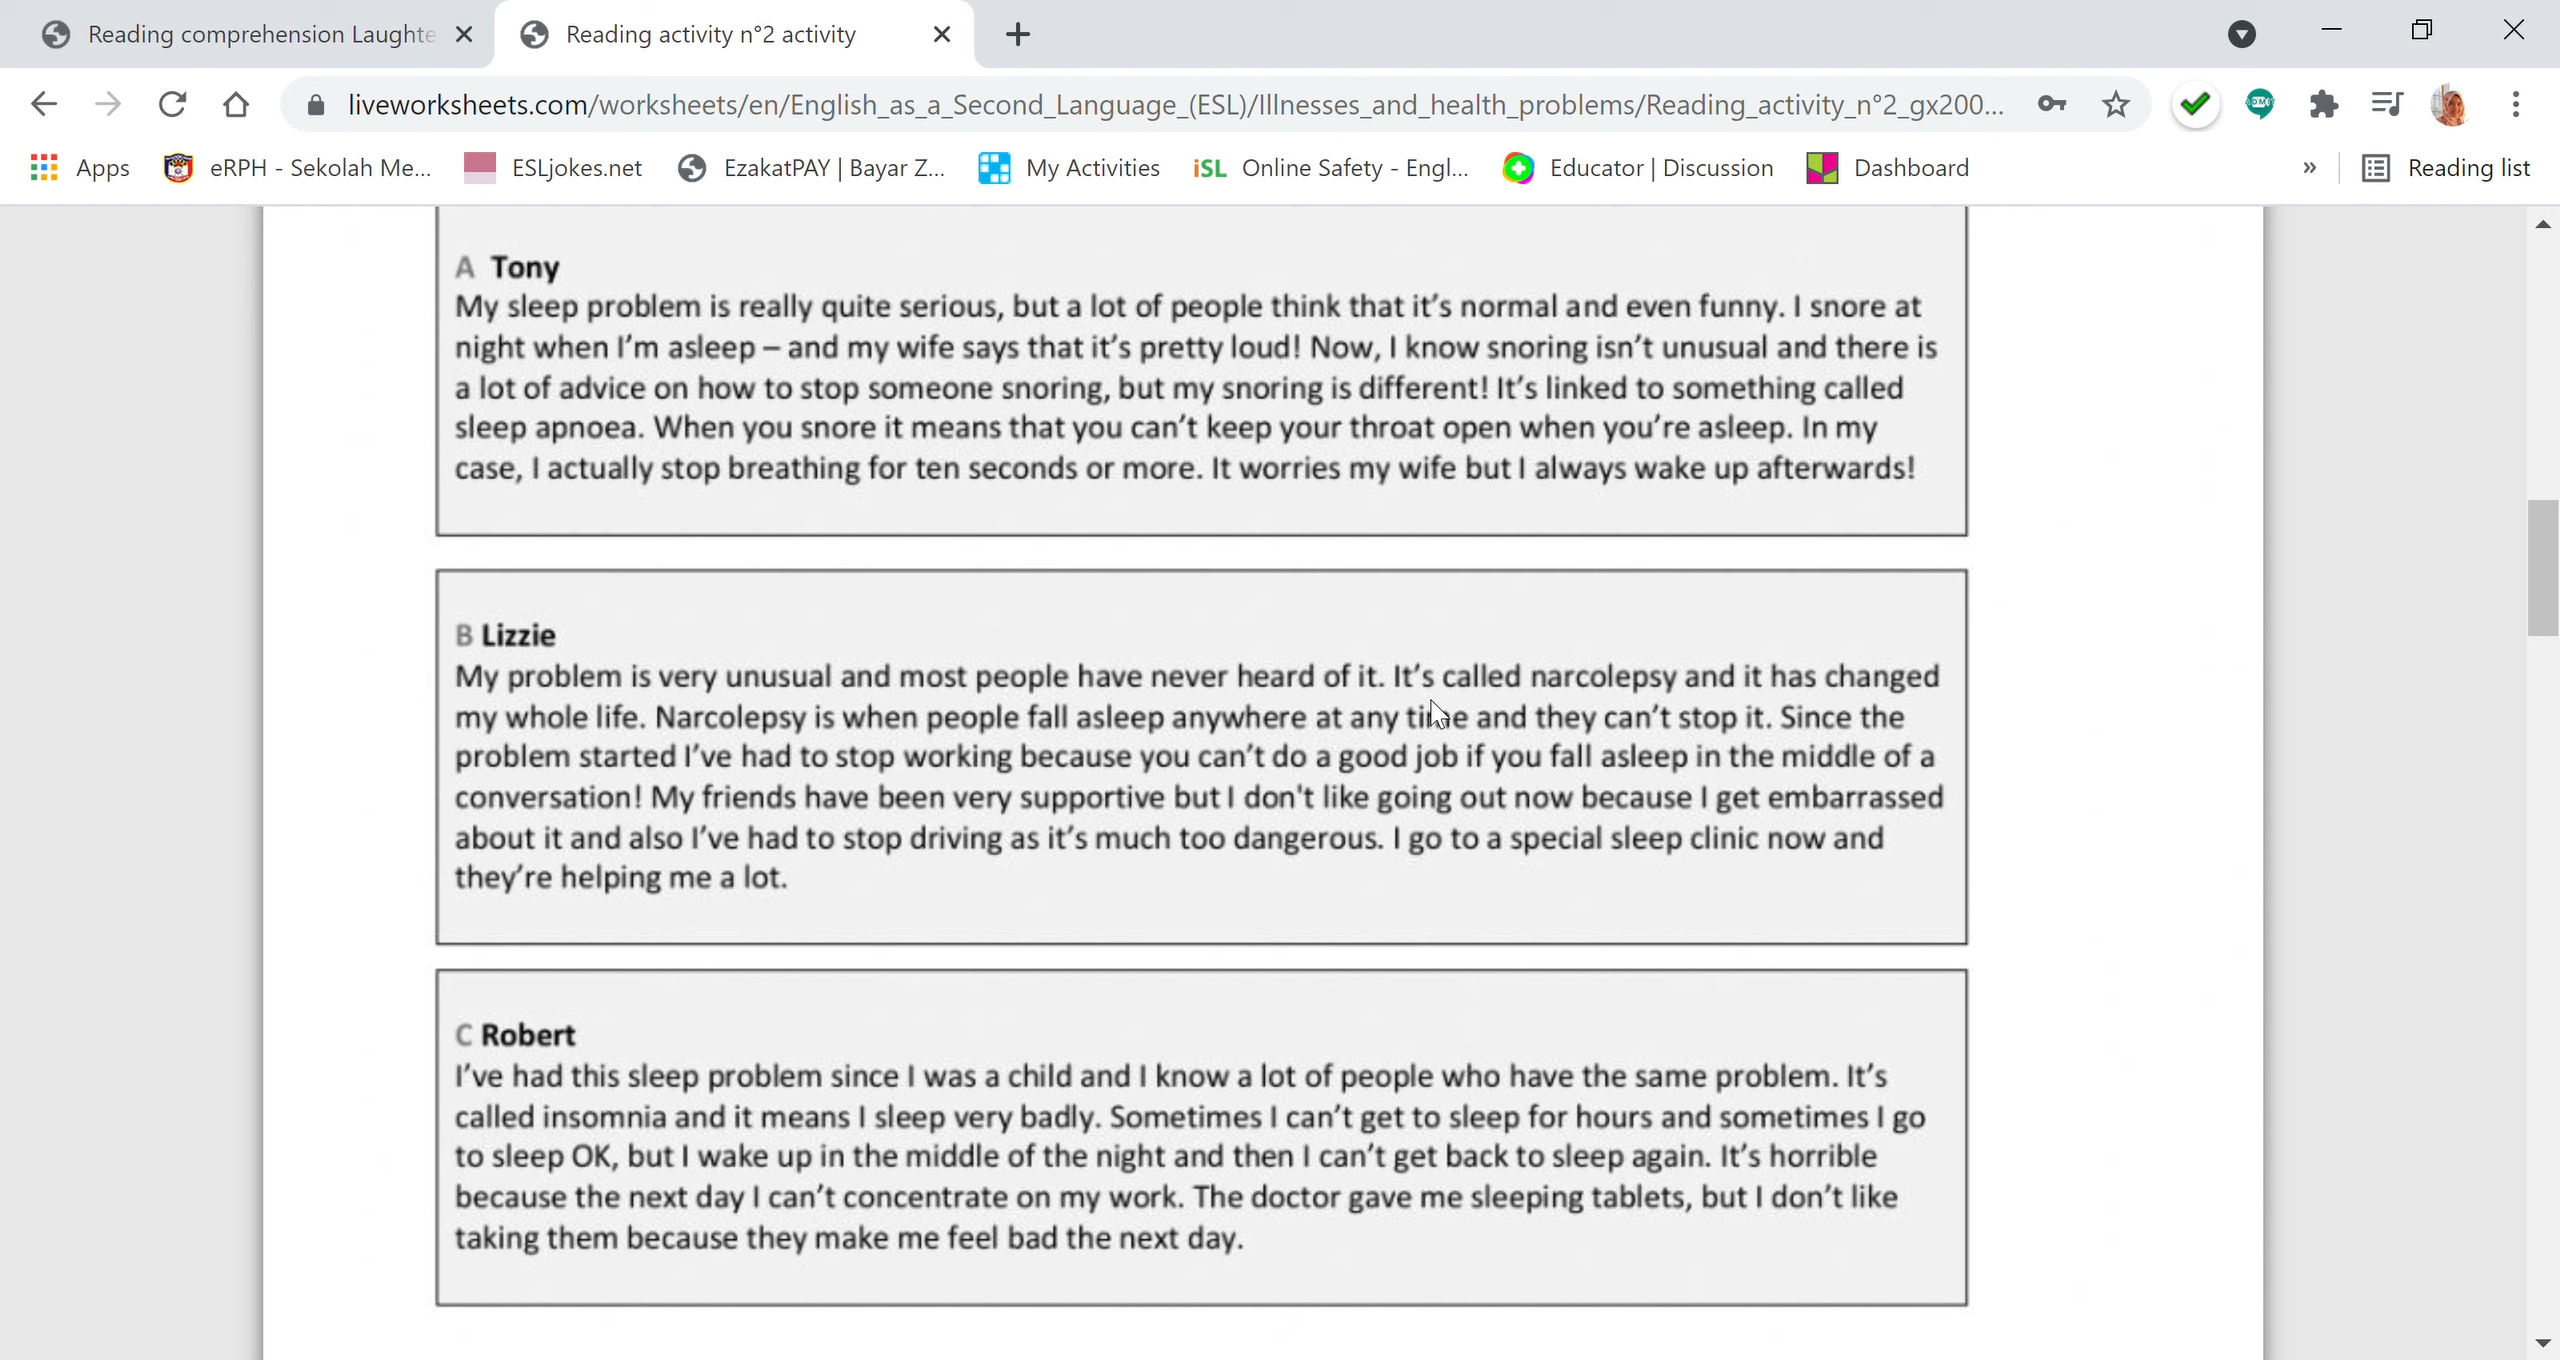 Reading comprehension Laughte
Reading activity n°2 activity
liveworksheets.com/worksheets/en/English_as_a_Second_Language_(ESL)/Illnesses_and_health_problems/Reading_activity_n°2_gx200...
Apps
eRPH - Sekolah Me...
ESLjokes.net
EzakatPAY | Bayar Z...
My Activities
iSL Online Safety - Engl...
Educator | Discussion
Dashboard
»
Reading list
A Tony
My sleep problem is really quite serious, but a lot of people think that it's normal and even funny. I snore at
night when I'm asleep – and my wife says that it's pretty loud! Now, I know snoring isn't unusual and there is
a lot of advice on how to stop someone snoring, but my snoring is different! It's linked to something called
sleep apnoea. When you snore it means that you can't keep your throat open when you're asleep. In my
case, I actually stop breathing for ten seconds or more. It worries my wife but I always wake up afterwards!
B Lizzie
My problem is very unusual and most people have never heard of it. It's called narcolepsy and it has changed
my whole life. Narcolepsy is when people fall asleep anywhere at any time and they can't stop it. Since the
problem started I've had to stop working because you can't do a good job if you fall asleep in the middle of a
conversation! My friends have been very supportive but I don't like going out now because I get embarrassed
about it and also I've had to stop driving as it's much too dangerous. I go to a special sleep clinic now and
they're helping me a lot.
C Robert
I've had this sleep problem since I was a child and I know a lot of people who have the same problem. It's
called insomnia and it means I sleep very badly. Sometimes I can't get to sleep for hours and sometimes I go
to sleep OK, but I wake up in the middle of the night and then I can't get back to sleep again. It's horrible
because the next day I can't concentrate on my work. The doctor gave me sleeping tablets, but I don't like
taking them because they make me feel bad the next day.